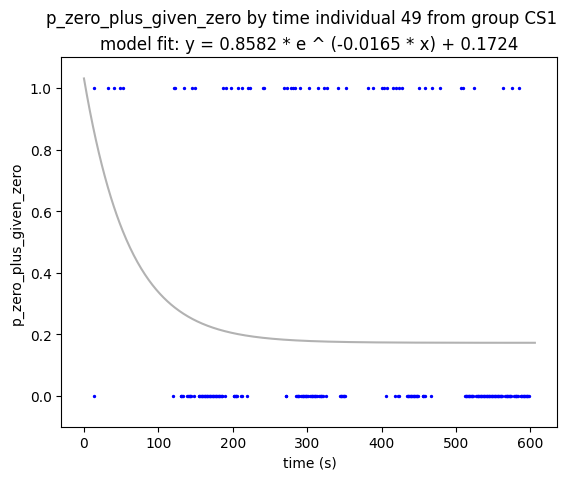 p_zero_plus_given_zero by time individual 49 from group CS1
model fit: y = 0.8582 * e ^ (-0.0165 * x) + 0.1724
1.0
0.8
0.6
0.4
0.2
0.0
p_zero_plus_given_zero
0 100 200 300 400 500 600
time (s)